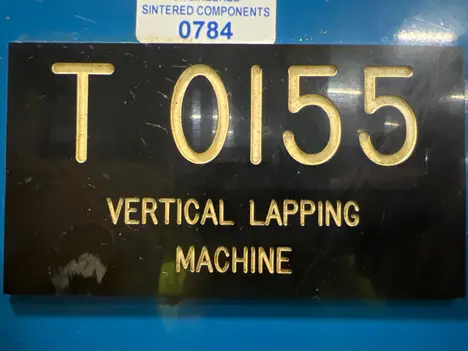 SINTERED COMPONENTS
0784
T 0155
VERTICAL LAPPING
MACHINE